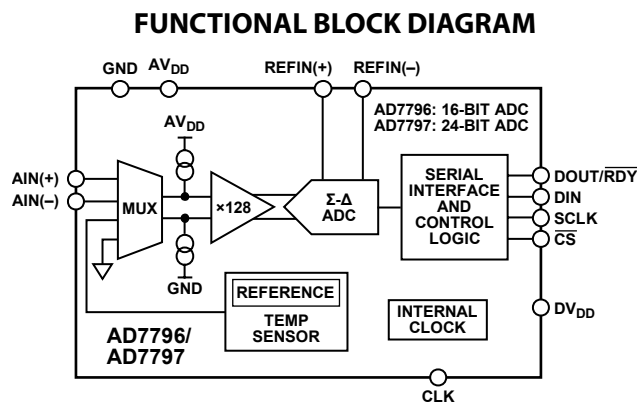 FUNCTIONAL BLOCK DIAGRAM
GND
AVDD
REFIN(+)
REFIN(–)
AD7796: 16-BIT ADC
AD7797: 24-BIT ADC
AVDD
AIN(+)
AIN(–)
MUX
×128
Σ-Δ
ADC
SERIAL
INTERFACE
AND
CONTROL
LOGIC
DOUT/RDY
DIN
SCLK
CS
GND
REFERENCE
TEMP
SENSOR
INTERNAL
CLOCK
DVDD
AD7796/
AD7797
CLK